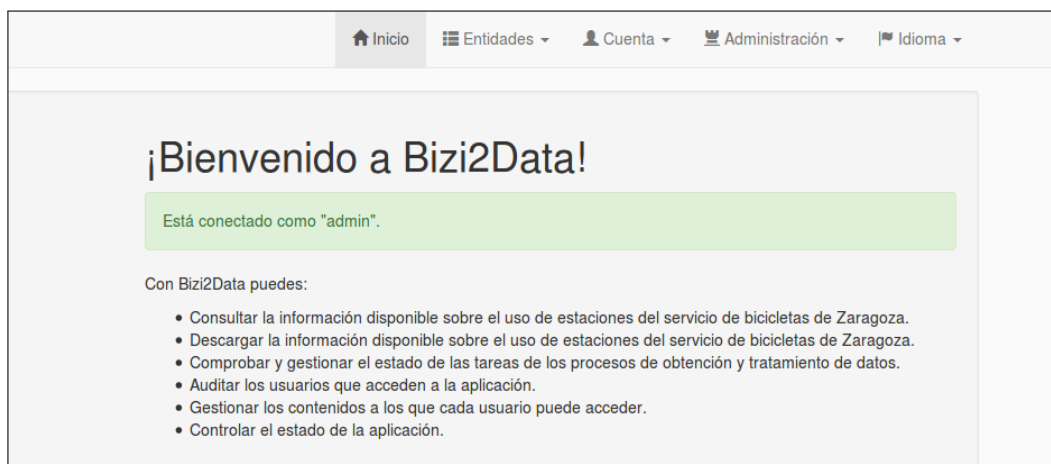 Inicio Entidades Cuenta Administración Idioma
¡Bienvenido a Bizi2Data!
Está conectado como "admin".
Con Bizi2Data puedes:
• Consultar la información disponible sobre el uso de estaciones del servicio de bicicletas de Zaragoza.
• Descargar la información disponible sobre el uso de estaciones del servicio de bicicletas de Zaragoza.
• Comprobar y gestionar el estado de las tareas de los procesos de obtención y tratamiento de datos.
• Auditar los usuarios que acceden a la aplicación.
• Gestionar los contenidos a los que cada usuario puede acceder.
• Controlar el estado de la aplicación.